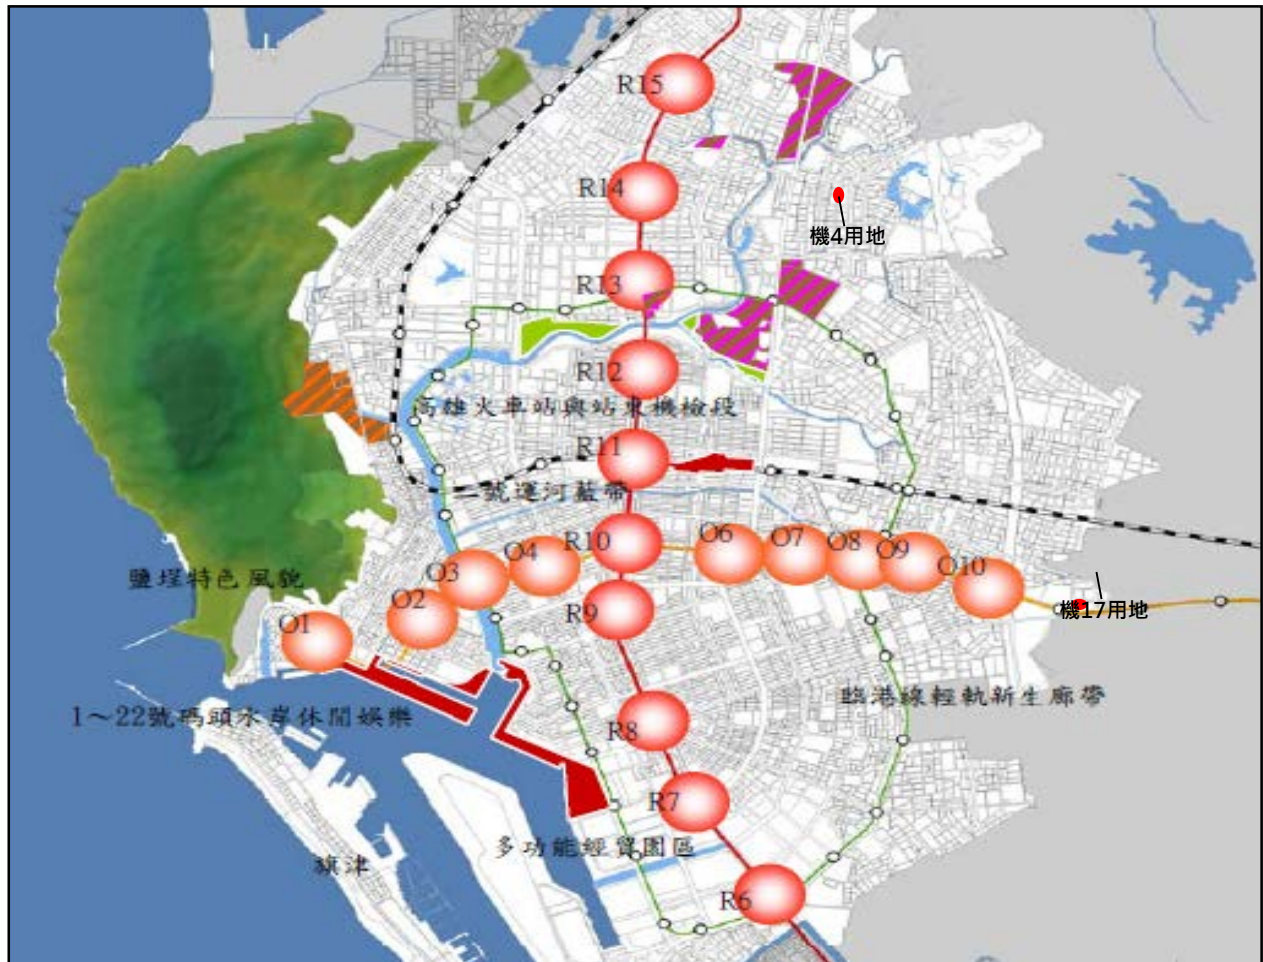 R15
R14
機4用地
R13
R12
高雄火車站與站東機檢段
R11
二號運河藍帶
R10
O6
O7
O8
O9
O10
O4
O3
O2
O1
鹽埕特色風貌
R9
機17用地
臨港線輕軌新生廊帶
1～22號碼頭水岸休閒娛樂
R8
R7
多功能經貿園區
旗津
R6